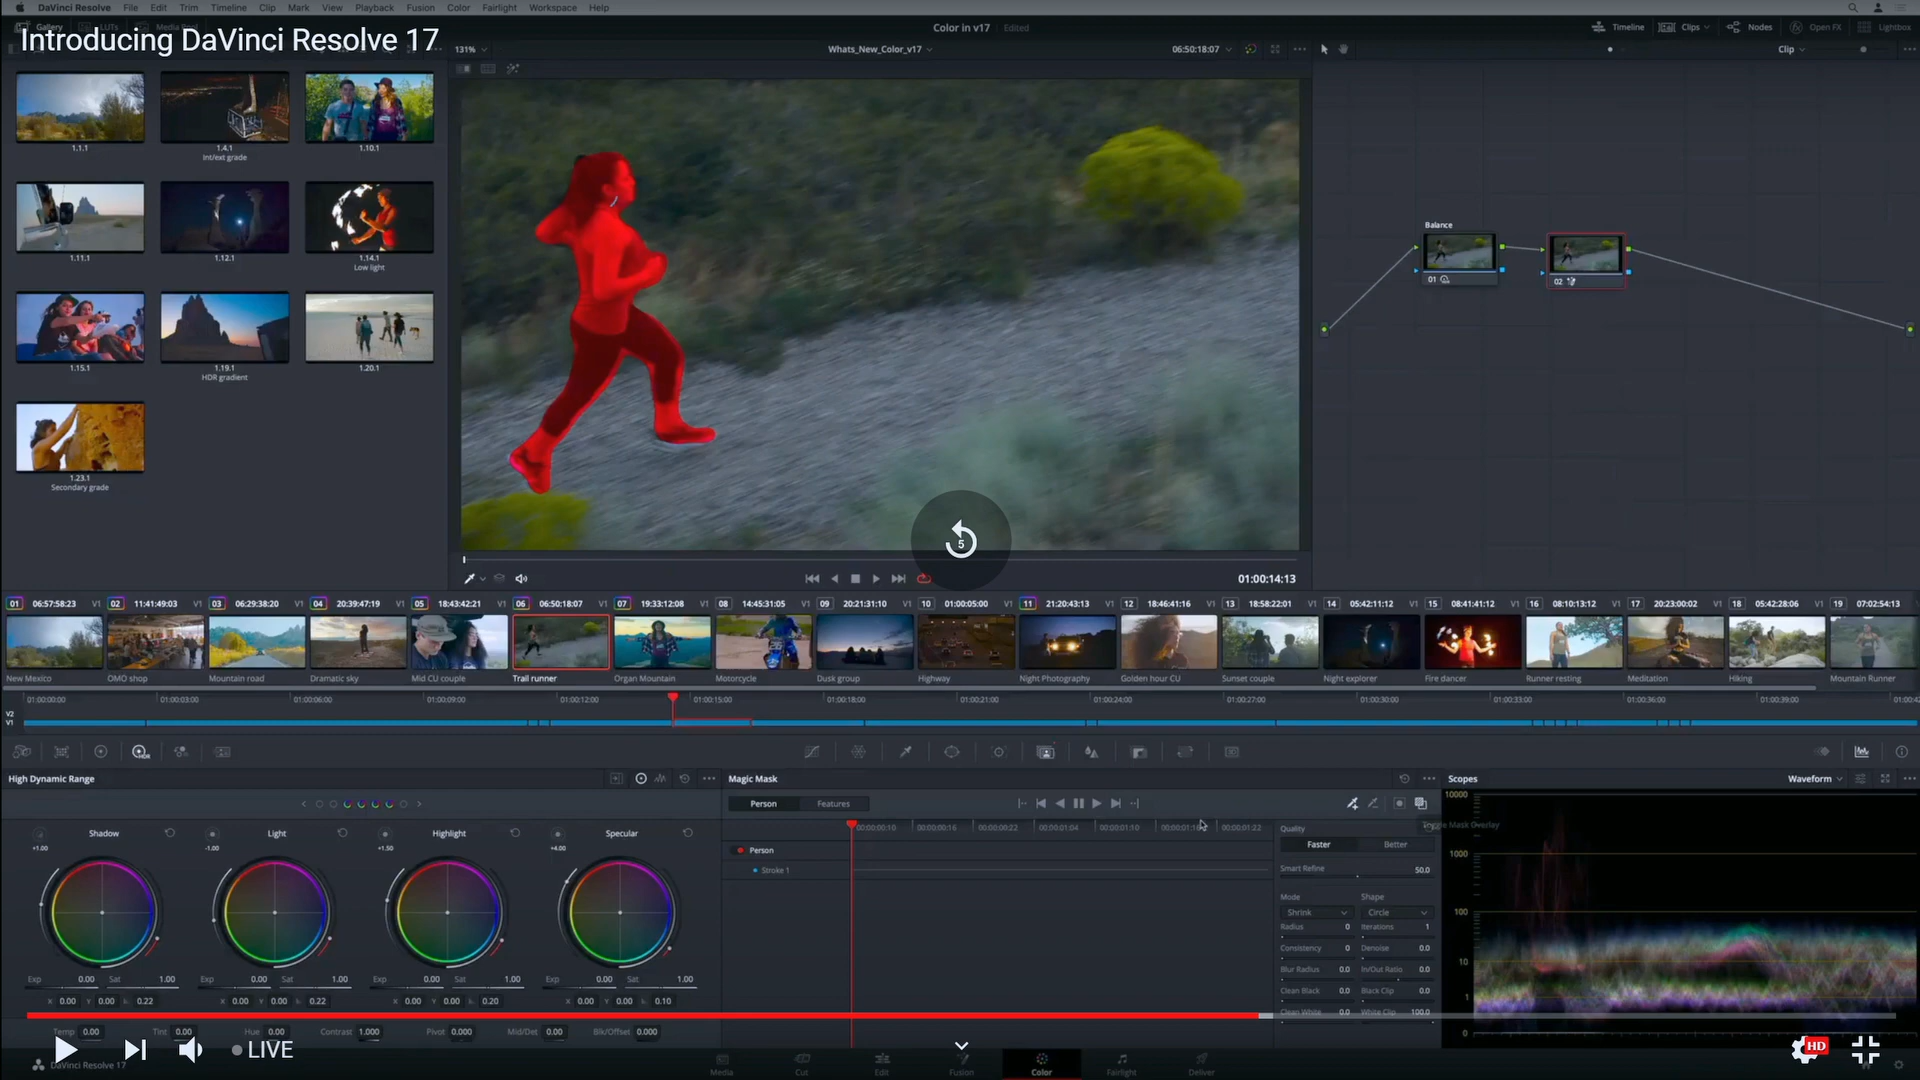 DaVinci Resolve File Edit Trim Timeline Clip Mark View Playback Fusion Color Fairlight Workspace Help
Gallery LUTs Media Pool
Introducing DaVinci Resolve 17
Color in v17 Edited
Timeline Clips Nodes Open FX Lightbox
131% Whats_New_Color_v17 06:50:18:07 Clip
1.1.1 1.4.1 1.10.1
Int/ext grade
1.11.1 1.12.1 1.14.1
Low light
1.15.1 1.19.1 1.20.1
HDR gradient
1.23.1
Secondary grade
Balance
01 02
5
01:00:14:13
01 06:57:58:23 V1 02 11:41:49:03 V1 03 06:29:38:20 V1 04 20:39:47:19 V1 05 18:43:42:21 V1 06 06:50:18:07 V1 07 19:33:12:08 V1 08 14:45:31:05 V1 09 20:21:31:10 V1 10 01:00:05:00 V1 11 21:20:43:13 V1 12 18:46:41:16 V1 13 18:58:22:01 V1 14 05:42:11:12 V1 15 08:41:41:12 V1 16 08:10:13:12 V1 17 20:23:00:02 V1 18 05:42:28:06 V1 19 07:02:54:13
New Mexico OMO shop Mountain road Dramatic sky Mid CU couple Trail runner Organ Mountain Motorcycle Dusk group Highway Night Photography Golden hour CU Sunset couple Night explorer Fire dancer Runner resting Meditation Hiking Mountain Runner
01:00:00:00 01:00:03:00 01:00:06:00 01:00:09:00 01:00:12:00 01:00:15:00 01:00:18:00 01:00:21:00 01:00:24:00 01:00:27:00 01:00:30:00 01:00:33:00 01:00:36:00 01:00:39:00 01:00:42
V2
V1
High Dynamic Range Magic Mask Scopes Waveform
Person Features
Shadow Light Highlight Specular
+1.00 -1.00 +1.50 +4.00
00:00:00:10 00:00:00:16 00:00:00:22 00:00:01:04 00:00:01:10 00:00:01:16 00:00:01:22
Person
Stroke 1
Quality
Faster Better
Smart Refine 50.0
Mode Shape
Shrink Circle
Radius 0 Iterations 1
Consistency 0 Denoise 0.0
Blur Radius 0.0 In/Out Ratio 0.0
Clean Black 0.0 Black Clip 0.0
Clean White 0.0 White Clip 100.0
Toggle Mask Overlay
10000
1000
100
10
1
0
Exp 0.00 Sat 1.00 Exp 0.00 Sat 1.00 Exp 0.00 Sat 1.00 Exp 0.00 Sat 1.00
X 0.00 Y 0.00 L 0.22 X 0.00 Y 0.00 L 0.22 X 0.00 Y 0.00 L 0.20 X 0.00 Y 0.00 L 0.10
Temp 0.00 Tint 0.00 Hue 0.00 Contrast 1.000 Pivot 0.000 Mid/Det 0.00 Blk/Offset 0.000
LIVE
HD
DaVinci Resolve 17
Media Cut Edit Fusion Color Fairlight Deliver